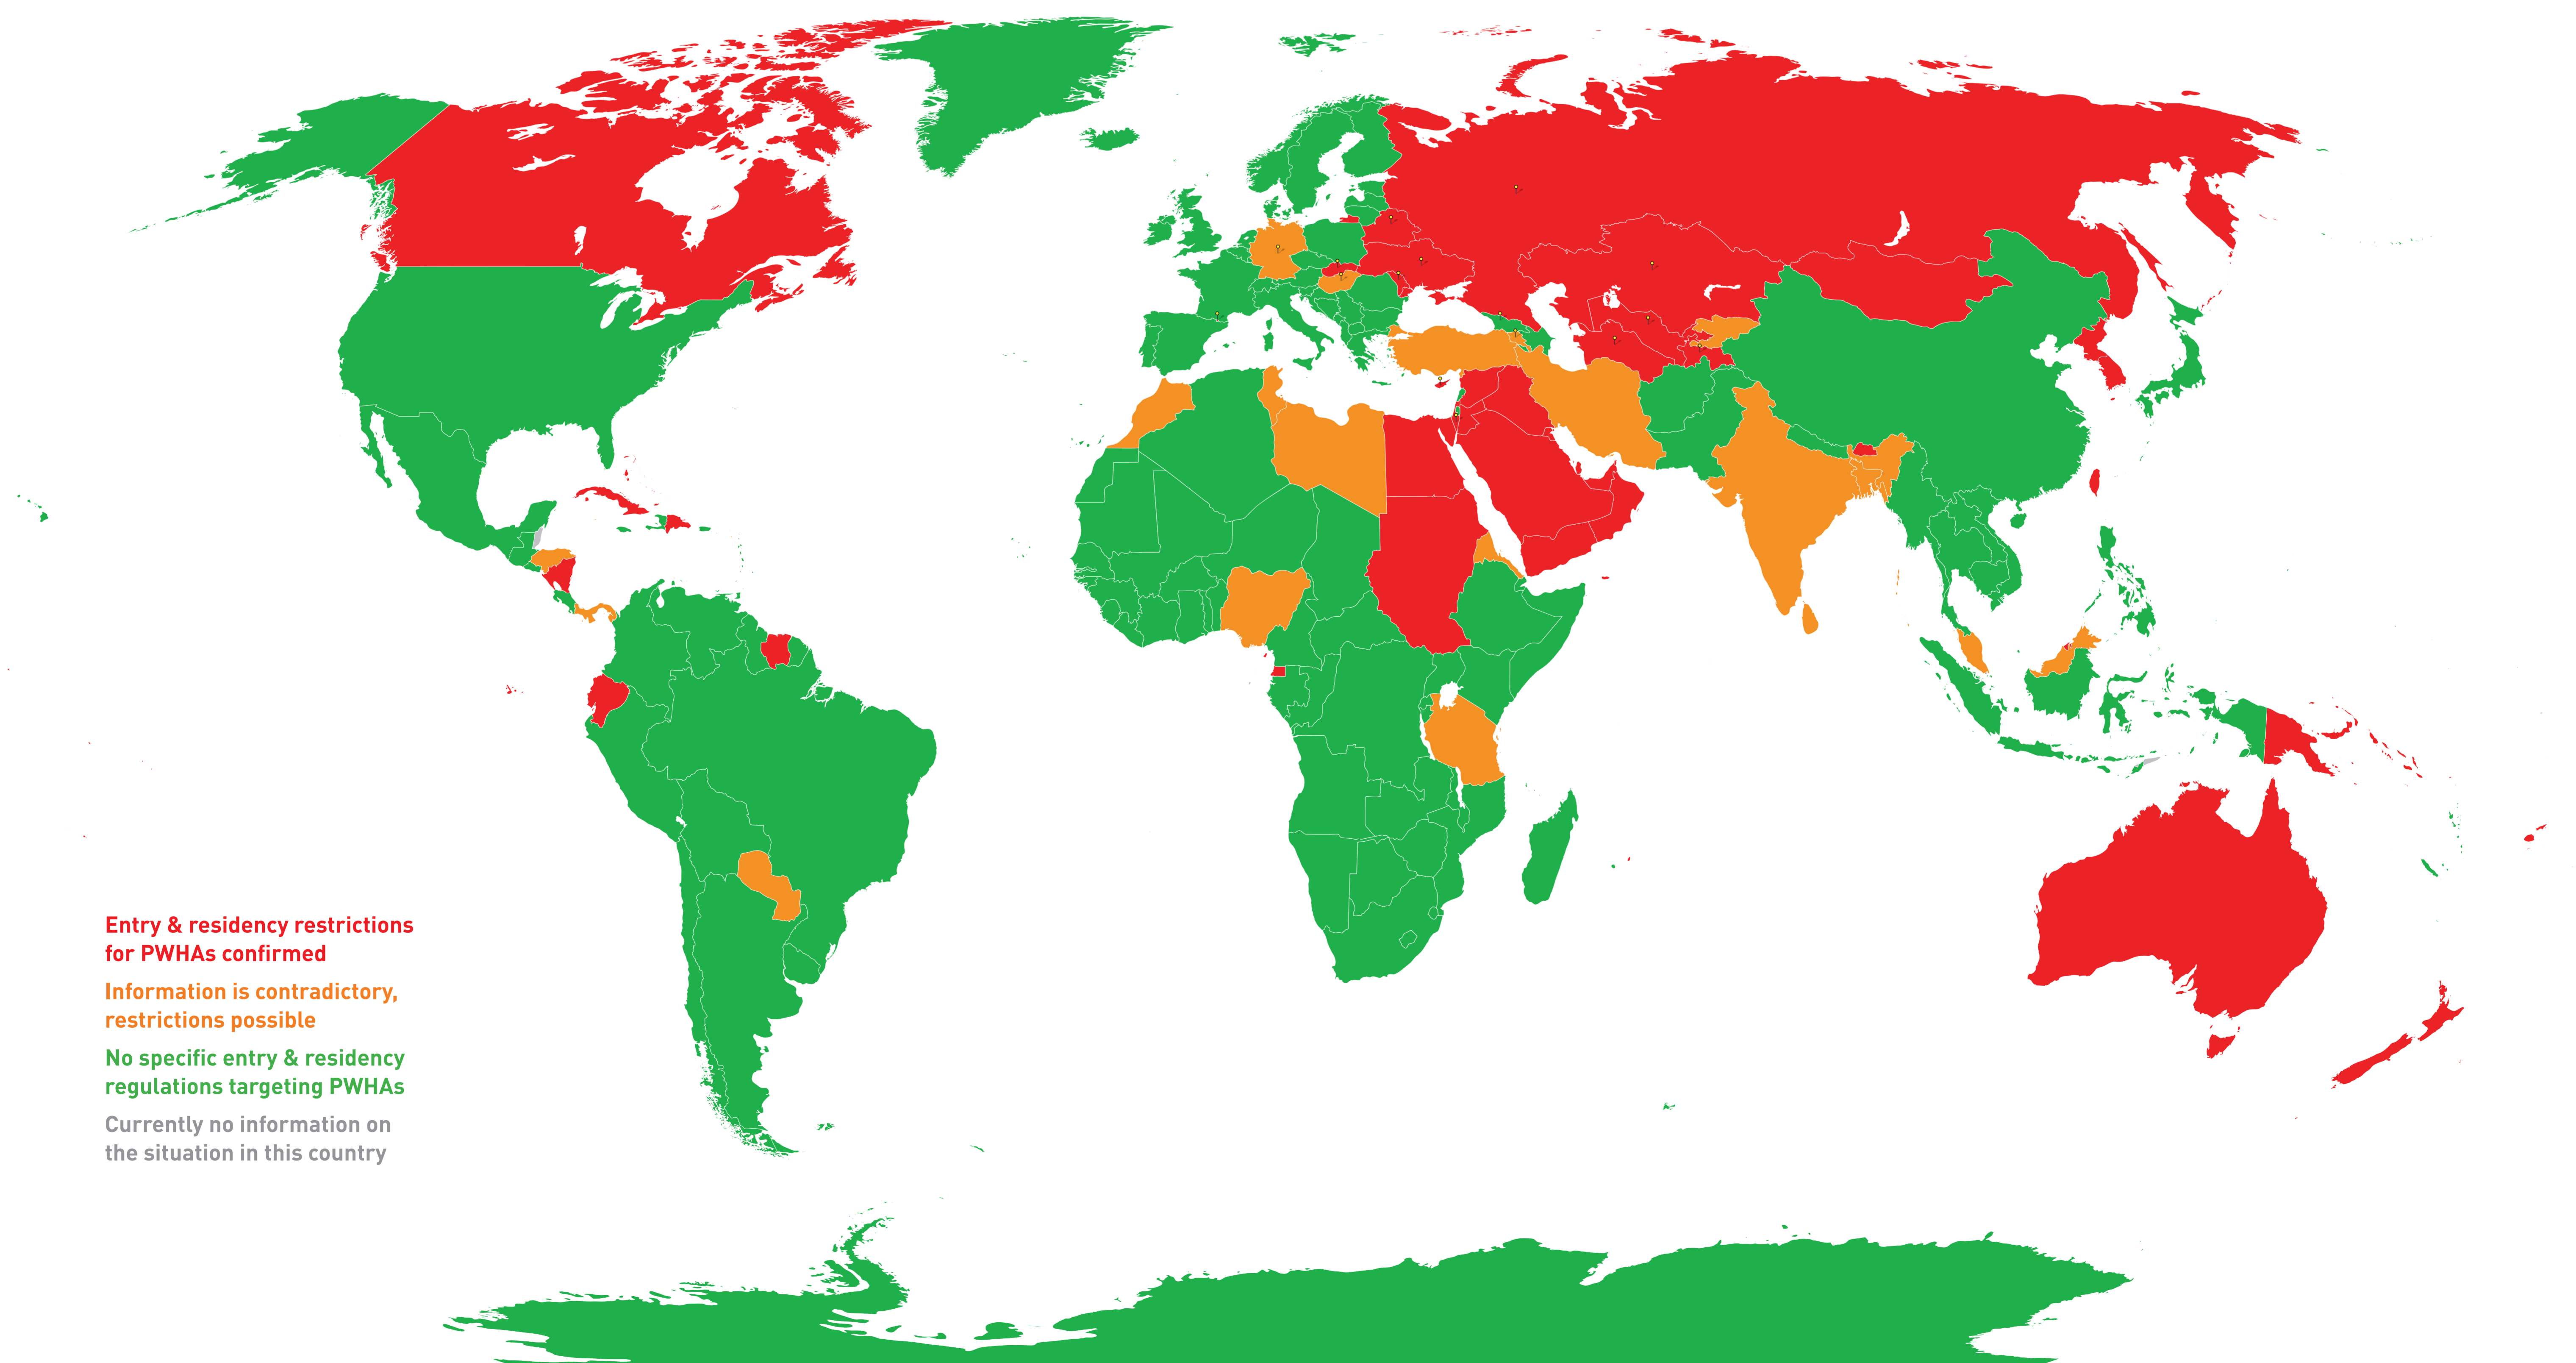 Entry & residency restrictions
for PWHAs confirmed
Information is contradictory,
restrictions possible
No specific entry & residency
regulations targeting PWHAs
Currently no information on
the situation in this country